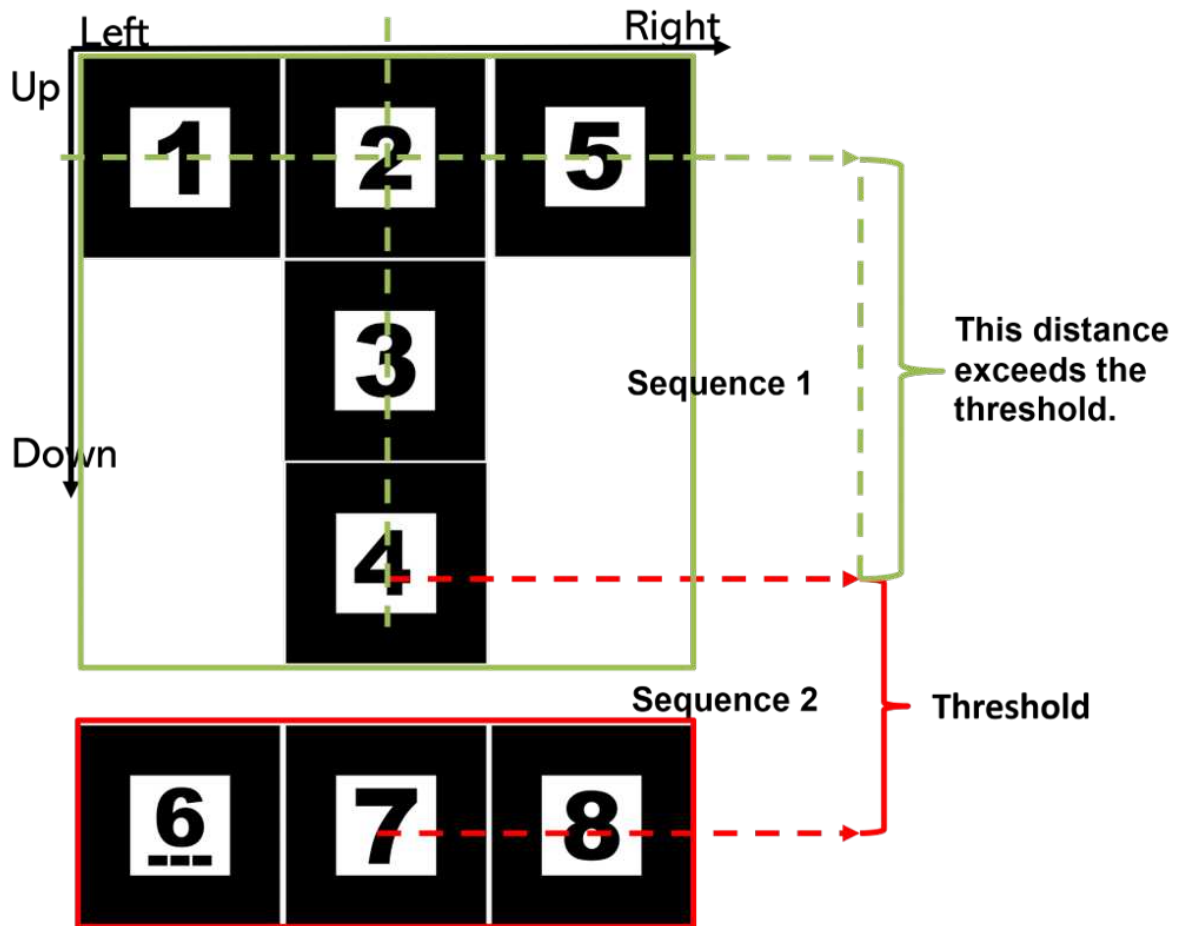 Left
Right
Up
1 2 5
This distance
exceeds the
threshold.
3
Sequence 1
Down
4
Sequence 2
Threshold
6 7 8